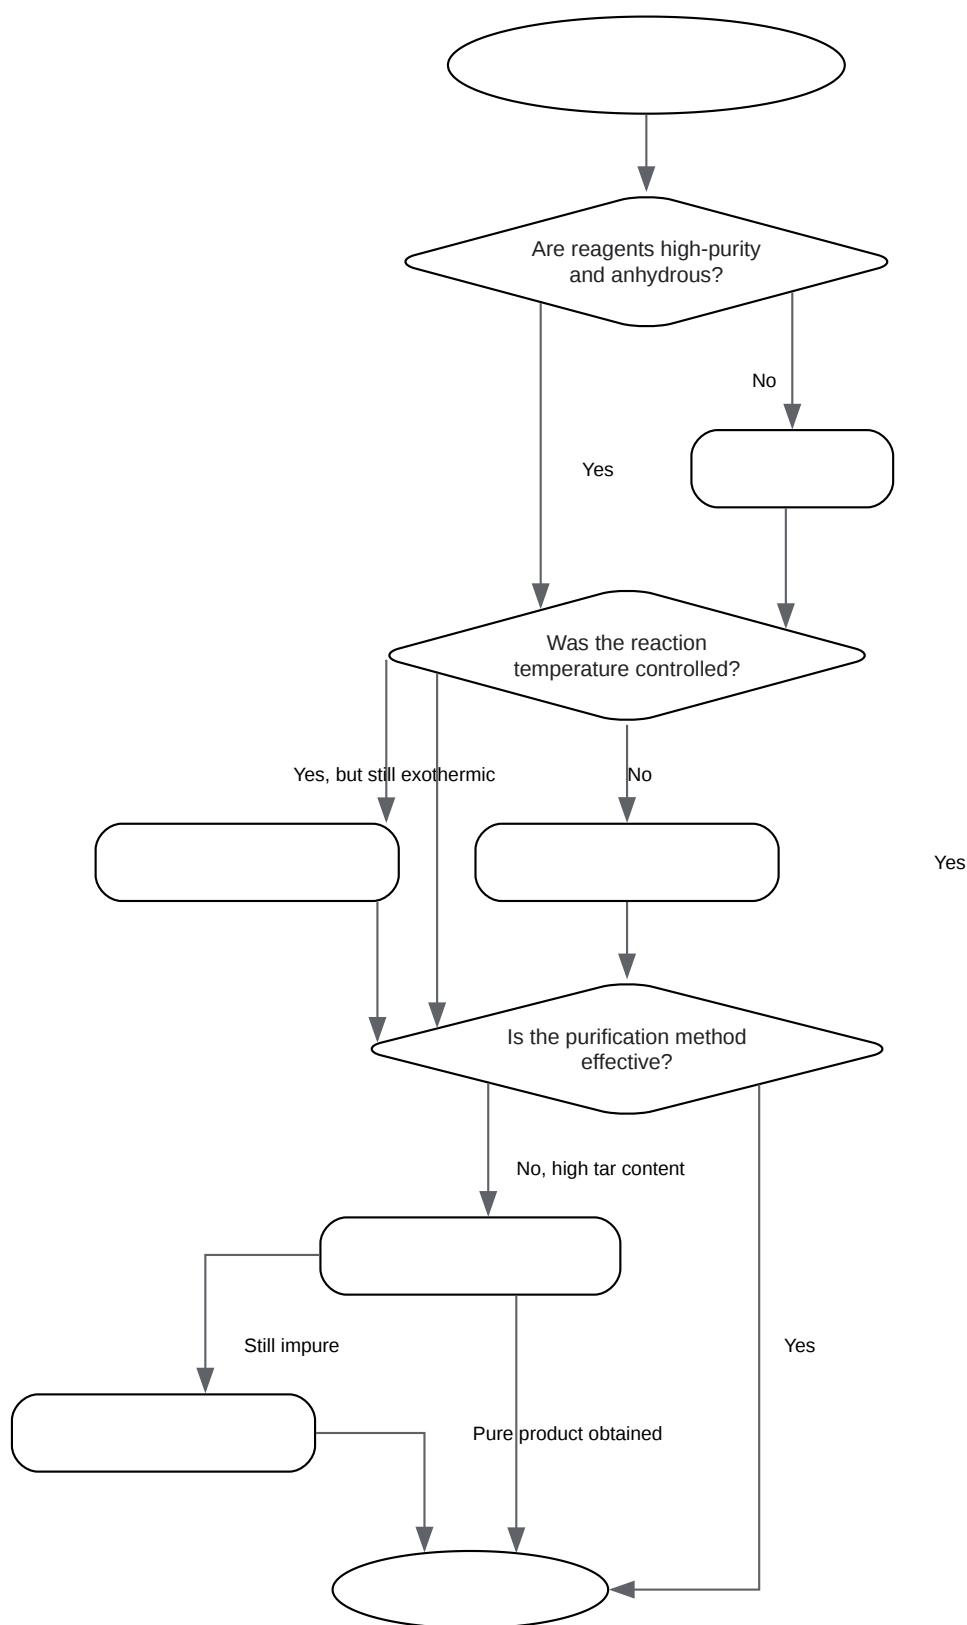 Are reagents high-purity
and anhydrous?
No
Yes
Was the reaction
temperature controlled?
Yes, but still exothermic
No
Yes
Is the purification method
effective?
No, high tar content
Still impure
Yes
Pure product obtained